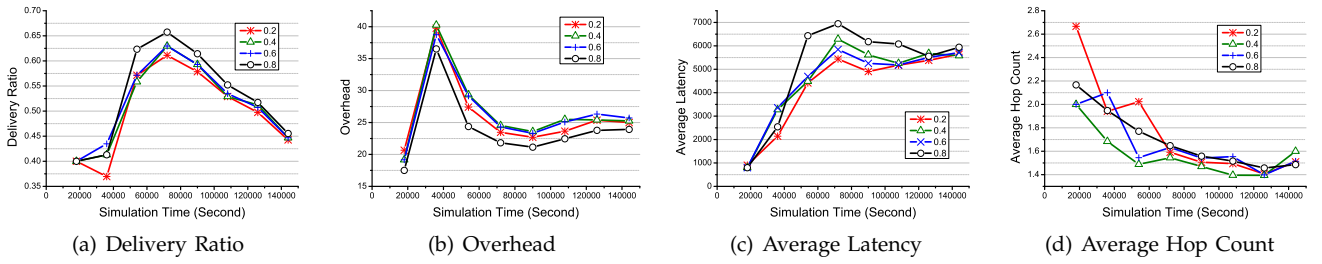 0.70
0.65
0.60
0.55
0.50
0.45
0.40
0.35
Delivery Ratio
0.2
0.4
0.6
0.8
0 20000 40000 60000 80000 100000 120000 140000
Simulation Time (Second)
(a) Delivery Ratio
40
35
30
25
20
15
Overhead
0.2
0.4
0.6
0.8
0 20000 40000 60000 80000 100000 120000 140000
Simulation Time (Second)
(b) Overhead
7000
6000
5000
4000
3000
2000
1000
0
Average Latency
0.2
0.4
0.6
0.8
0 20000 40000 60000 80000 100000 120000 140000
Simulation Time (Second)
(c) Average Latency
2.8
2.6
2.4
2.2
2.0
1.8
1.6
1.4
Average Hop Count
0.2
0.4
0.6
0.8
0 20000 40000 60000 80000 100000 120000 140000
Simulation Time (Second)
(d) Average Hop Count